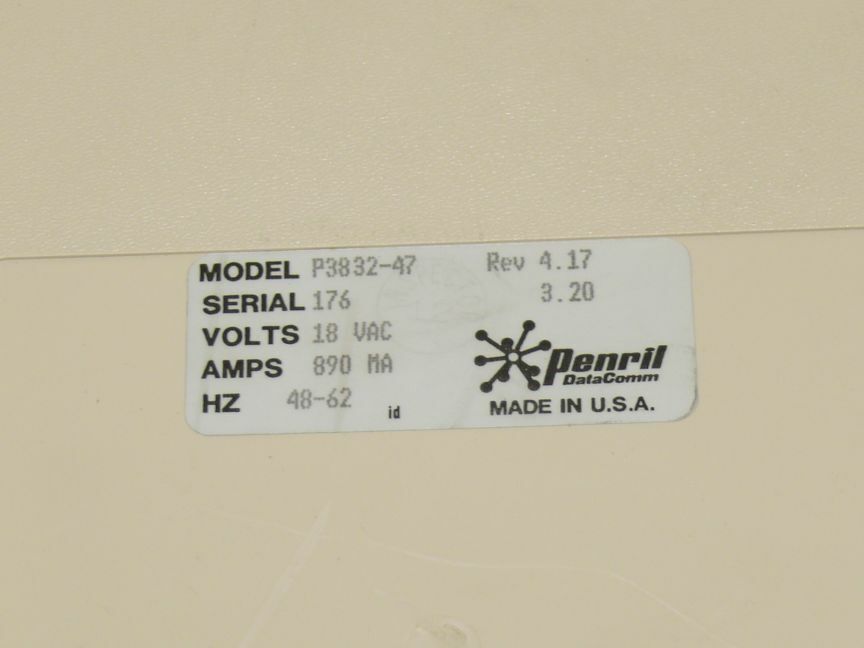 MODEL P3832-47 Rev 4.17
SERIAL 176 3.20
VOLTS 18 VAC
AMPS 890 MA
HZ 48-62 id
Penril
DataComm
MADE IN U.S.A.